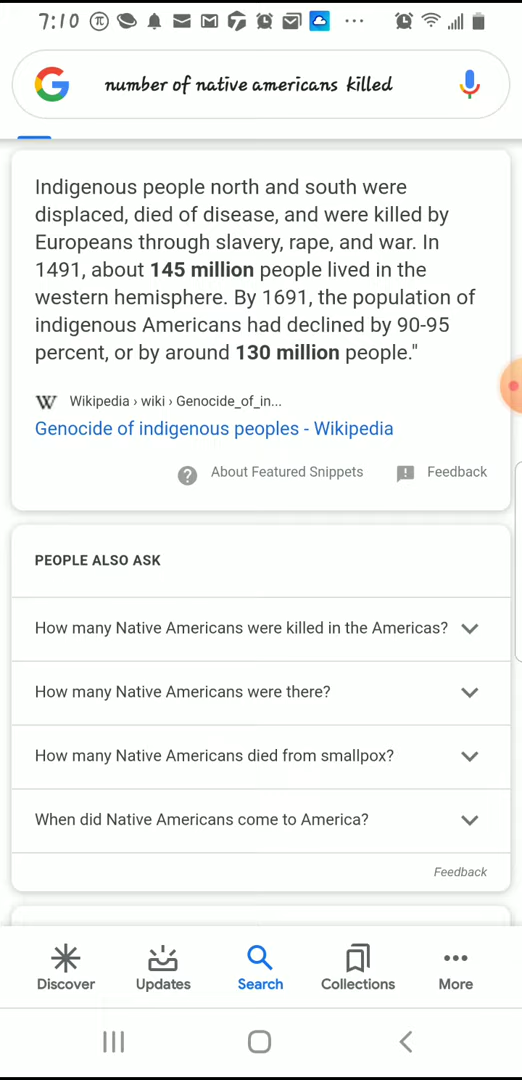 7:10
number of native americans killed
Indigenous people north and south were
displaced, died of disease, and were killed by
Europeans through slavery, rape, and war. In
1491, about 145 million people lived in the
western hemisphere. By 1691, the population of
indigenous Americans had declined by 90-95
percent, or by around 130 million people."
W Wikipedia › wiki › Genocide_of_in...
Genocide of indigenous peoples - Wikipedia
About Featured Snippets Feedback
PEOPLE ALSO ASK
How many Native Americans were killed in the Americas?
How many Native Americans were there?
How many Native Americans died from smallpox?
When did Native Americans come to America?
Feedback
Discover Updates Search Collections More